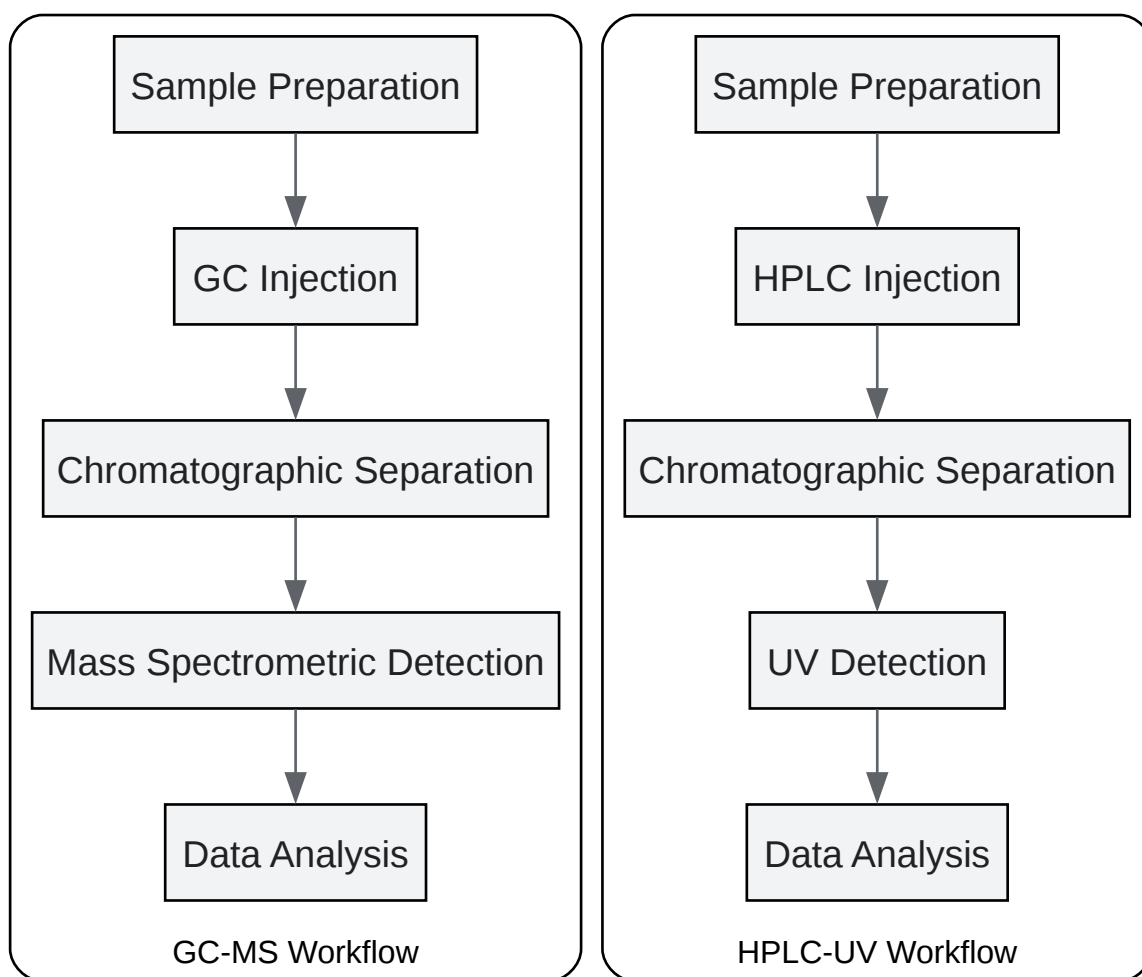 Sample Preparation
GC Injection
Chromatographic Separation
Mass Spectrometric Detection
Data Analysis
GC-MS Workflow
Sample Preparation
HPLC Injection
Chromatographic Separation
UV Detection
Data Analysis
HPLC-UV Workflow